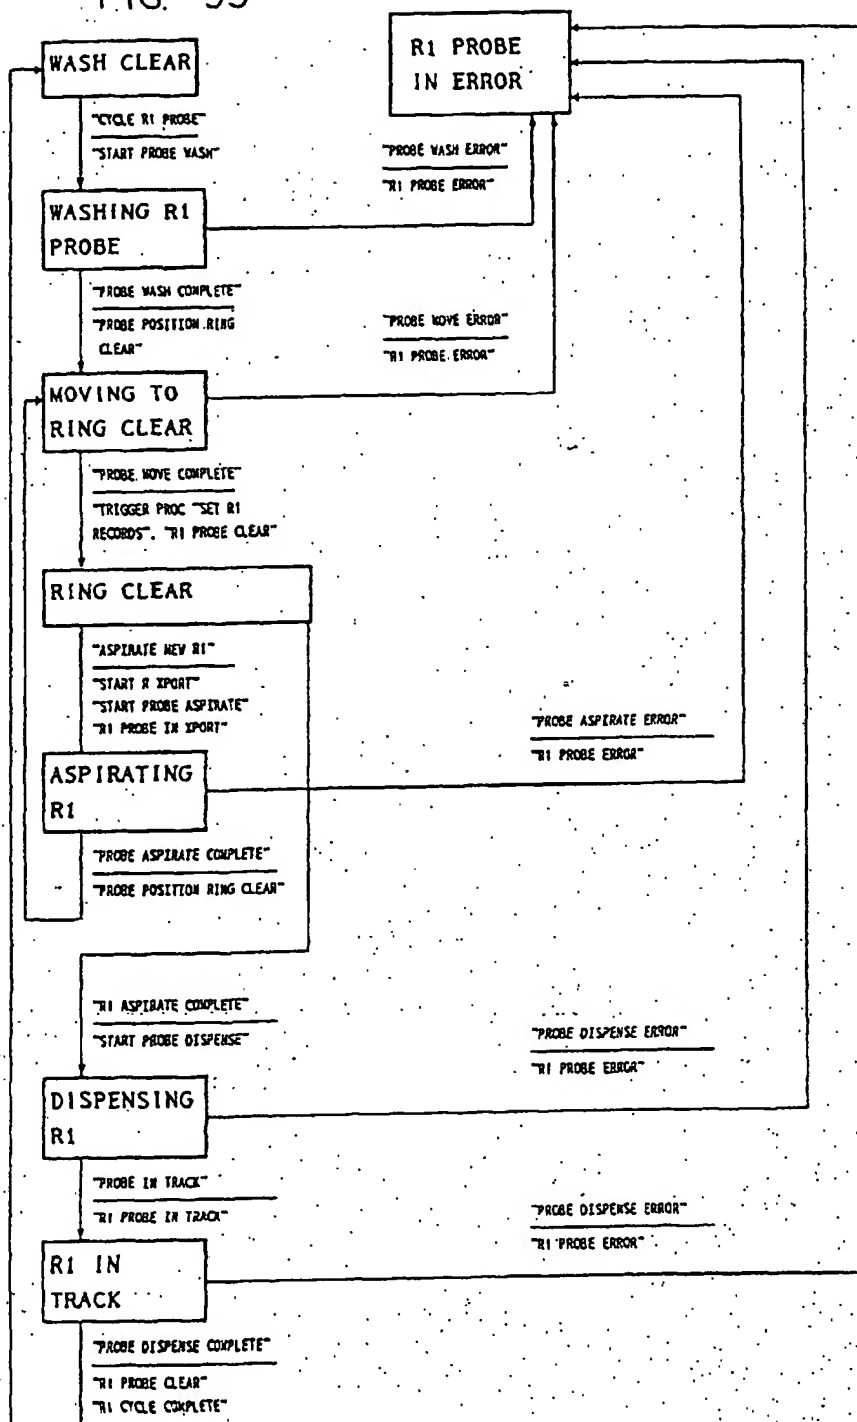 FIG. 53
WASH CLEAR
R1 PROBE
IN ERROR
"CYCLE R1 PROBE"
"START PROBE WASH"
"PROBE WASH ERROR"
"R1 PROBE ERROR"
WASHING R1
PROBE
"PROBE WASH COMPLETE"
"PROBE POSITION RING
CLEAR"
"PROBE MOVE ERROR"
"R1 PROBE ERROR"
MOVING TO
RING CLEAR
"PROBE MOVE COMPLETE"
"TRIGGER PROC "SET R1
RECORDS", "R1 PROBE CLEAR"
RING CLEAR
"ASPIRATE NEW R1"
"START R XPORT"
"START PROBE ASPIRATE"
"R1 PROBE IN XPORT"
"PROBE ASPIRATE ERROR"
"R1 PROBE ERROR"
ASPIRATING
R1
"PROBE ASPIRATE COMPLETE"
"PROBE POSITION RING CLEAR"
"R1 ASPIRATE COMPLETE"
"START PROBE DISPENSE"
"PROBE DISPENSE ERROR"
"R1 PROBE ERROR"
DISPENSING
R1
"PROBE IN TRACK"
"R1 PROBE IN TRACK"
"PROBE DISPENSE ERROR"
"R1 PROBE ERROR"
R1 IN
TRACK
"PROBE DISPENSE COMPLETE"
"R1 PROBE CLEAR"
"R1 CYCLE COMPLETE"